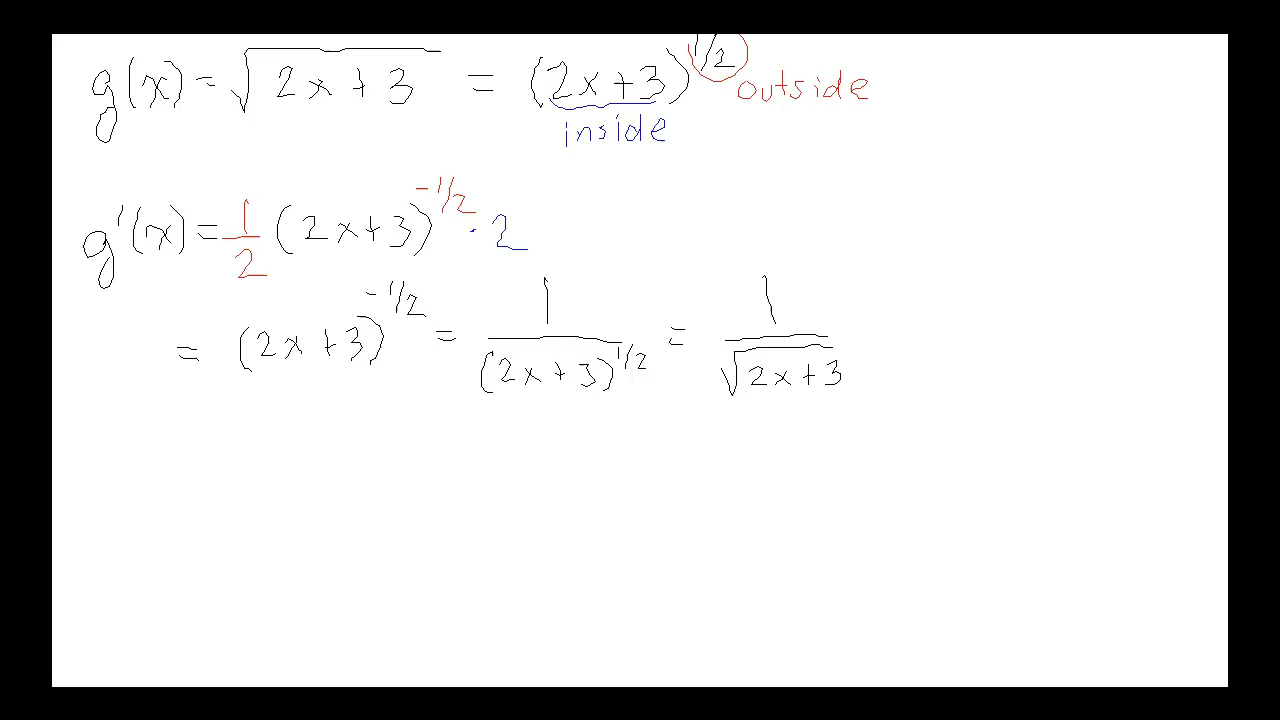 g(x) = √(2x+3) = (2x+3)^1/2 outside
inside
g'(x) = 1/2 (2x+3)^-1/2 · 2
= (2x+3)^-1/2 = 1/(2x+3)^1/2 = 1/√(2x+3)